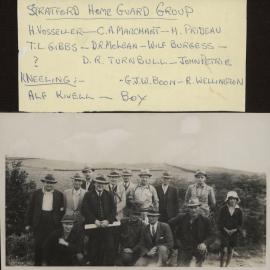 STRATFORD HOME GUARD GROUP
H. VOSSELLER — C.A. MARCHANT — H. PRIDEAU
T.L. GIBBS — D.R. McLEAN — WILF BURGESS —
? D.R. TURNBULL — JOHN PETRIE
KNEELING:- - G.J.W. BOON — R. WELLINGTON
ALF KIVELL — BOY